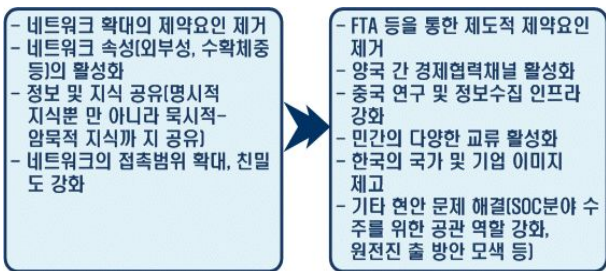 - 네트워크 확대의 제약요인 제거
- 네트워크 속성(외부성, 수확체증
등)의 활성화
- 정보 및 지식 공유(명시적
지식뿐 만 아니라 묵시적-
암묵적 지식까 지 공유)
- 네트워크의 접촉범위 확대, 친밀
도 강화
- FTA 등을 통한 제도적 제약요인
제거
- 양국 간 경제협력채널 활성화
- 중국 연구 및 정보수집 인프라
강화
- 민간의 다양한 교류 활성화
- 한국의 국가 및 기업 이미지
제고
- 기타 현안 문제 해결(SOC분야 수
주를 위한 공관 역할 강화,
원전진 출 방안 모색 등)